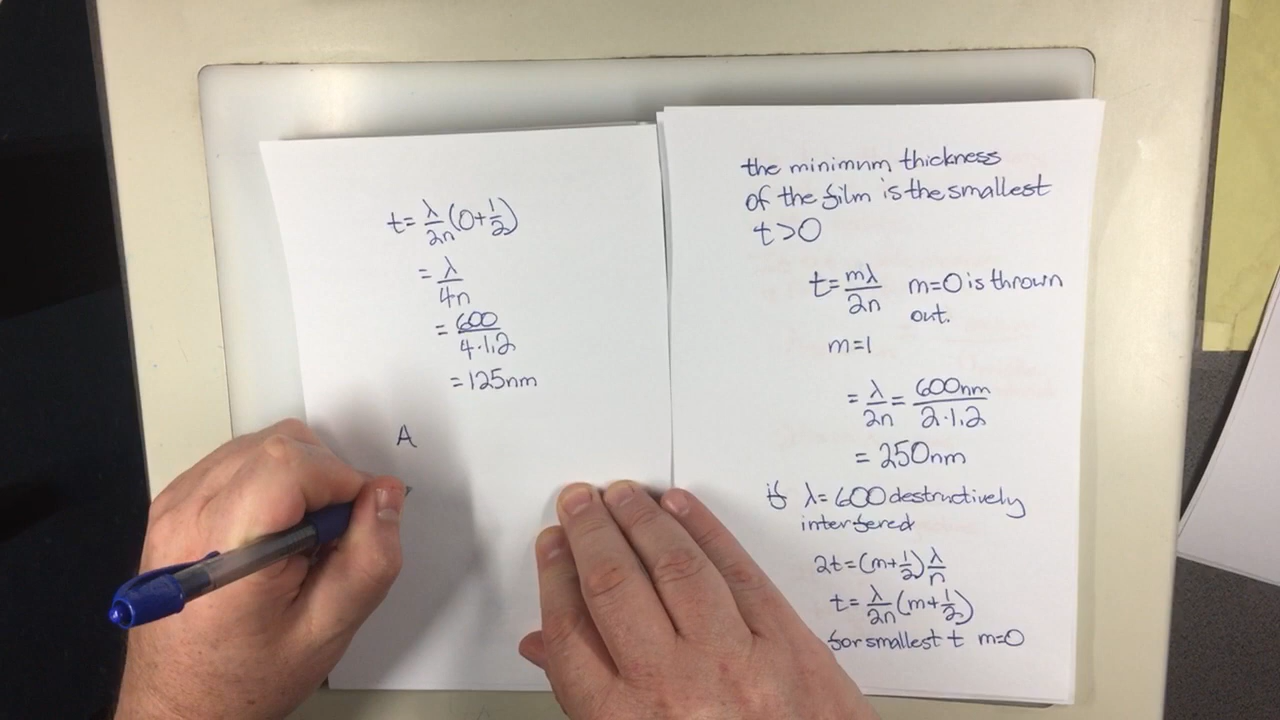 t=λ/2n(0+1/2)
=λ/4n
=600/4·1.2
=125nm
A
the minimum thickness
of the film is the smallest
t>0
t=mλ/2n m=0 is thrown
out.
m=1
=λ/2n=600nm/2·1.2
=250nm
if λ=600 destructively
interfered
2t=(m+1/2)λ/n
t=λ/2n(m+1/2)
for smallest t m=0